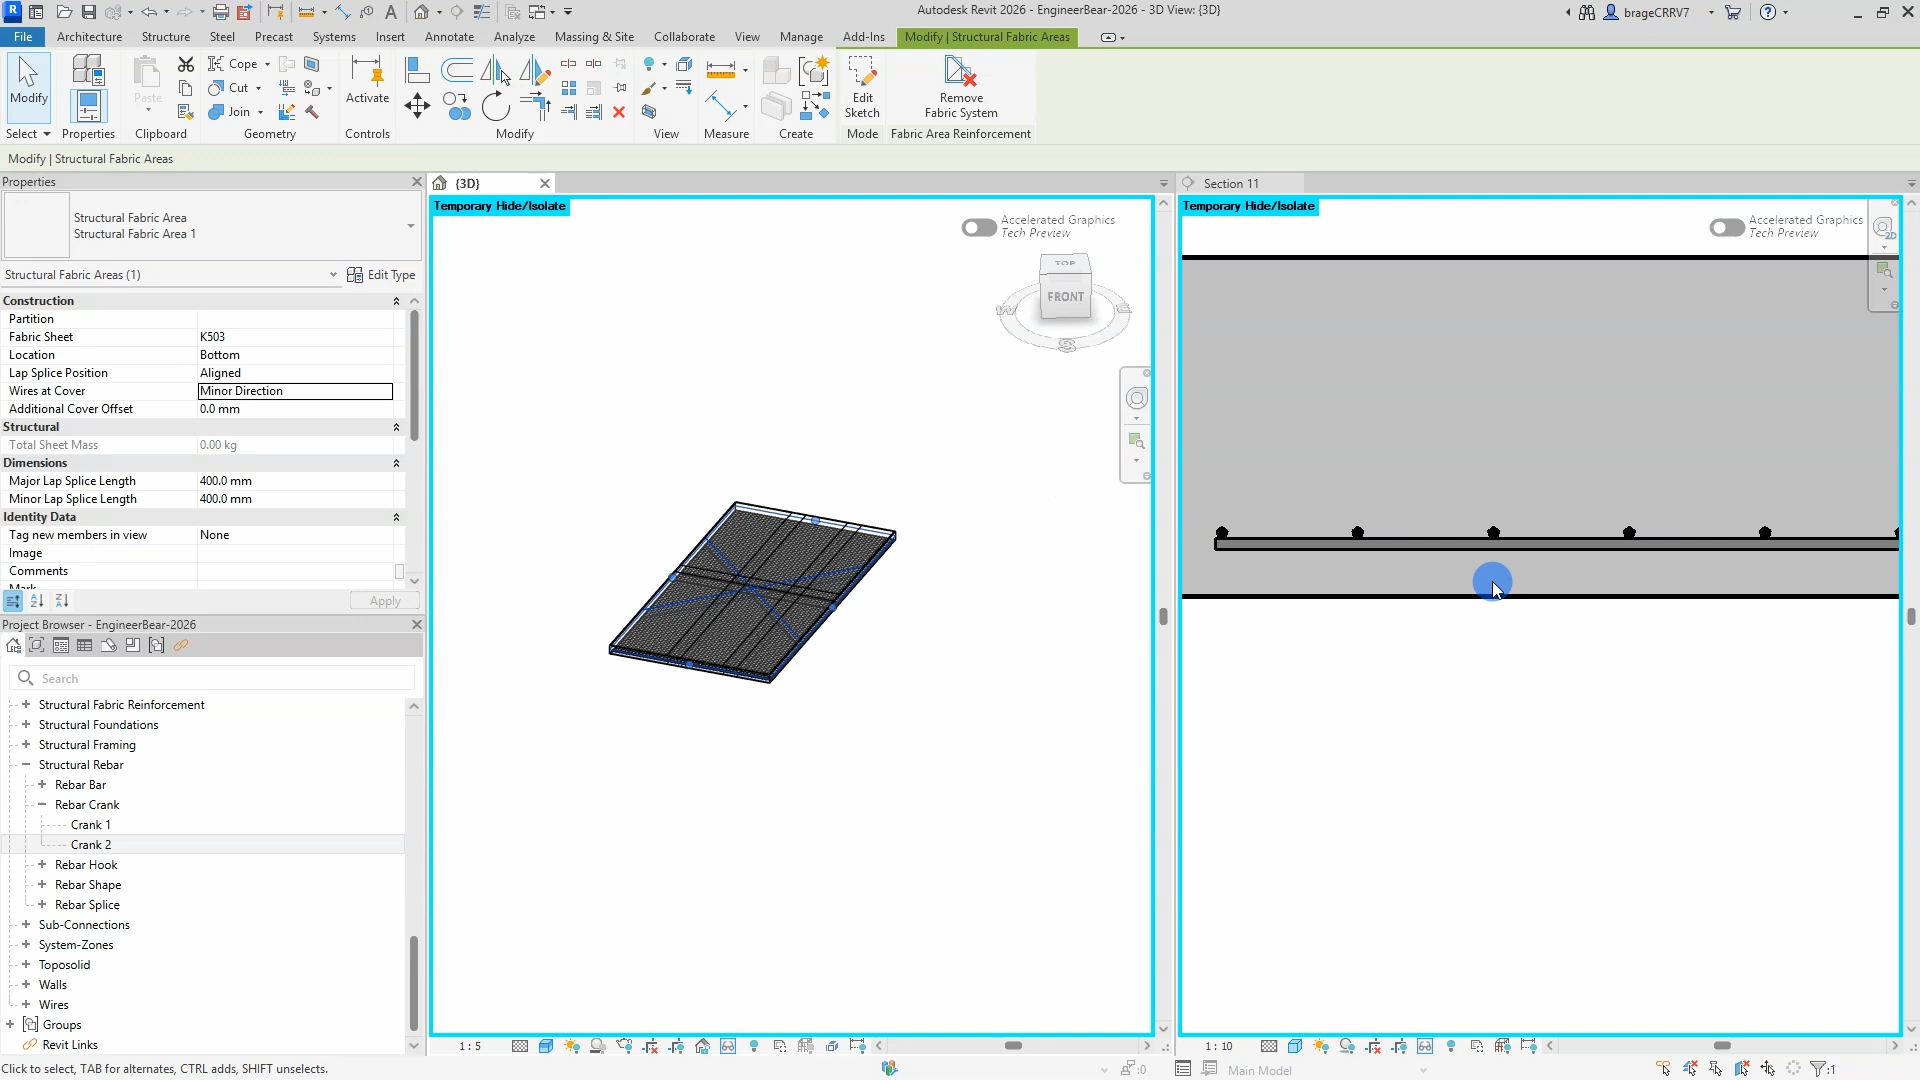 Autodesk Revit 2026 - EngineerBear-2026 - 3D View: {3D}
brageCRRV7
File Architecture Structure Steel Precast Systems Insert Annotate Analyze Massing & Site Collaborate View Manage Add-Ins Modify | Structural Fabric Areas
Modify
Paste
Cope
Cut
Join
Activate
Edit
Sketch
Remove
Fabric System
Select Properties Clipboard Geometry Controls Modify View Measure Create Mode Fabric Area Reinforcement
Modify | Structural Fabric Areas
Properties
Structural Fabric Area
Structural Fabric Area 1
Structural Fabric Areas (1) Edit Type
Construction
Partition
Fabric Sheet K503
Location Bottom
Lap Splice Position Aligned
Wires at Cover Minor Direction
Additional Cover Offset 0.0 mm
Structural
Total Sheet Mass 0.00 kg
Dimensions
Major Lap Splice Length 400.0 mm
Minor Lap Splice Length 400.0 mm
Identity Data
Tag new members in view None
Image
Comments
Mark
Apply
Project Browser - EngineerBear-2026
Search
Structural Fabric Reinforcement
Structural Foundations
Structural Framing
Structural Rebar
Rebar Bar
Rebar Crank
Crank 1
Crank 2
Rebar Hook
Rebar Shape
Rebar Splice
Sub-Connections
System-Zones
Toposolid
Walls
Wires
Groups
Revit Links
{3D}
Temporary Hide/Isolate
Accelerated Graphics
Tech Preview
TOP
FRONT
W
S
E
1 : 5
Section 11
Temporary Hide/Isolate
Accelerated Graphics
Tech Preview
2D
1 : 10
Click to select, TAB for alternates, CTRL adds, SHIFT unselects.
:0
Main Model
:1